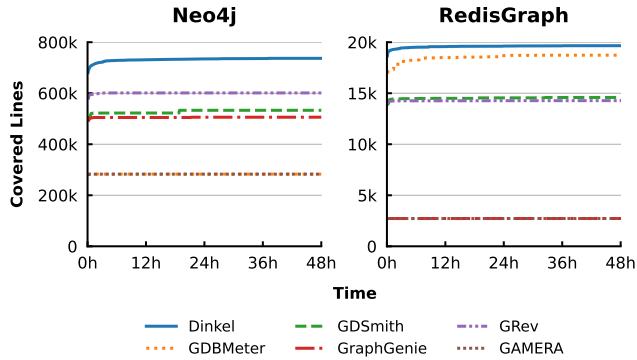 Neo4j
RedisGraph
Covered Lines
800k
600k
400k
200k
0
0h 12h 24h 36h 48h
20k
15k
10k
5k
0
0h 12h 24h 36h 48h
Time
Dinkel GDSmith GRev
GDBMeter GraphGenie GAMERA